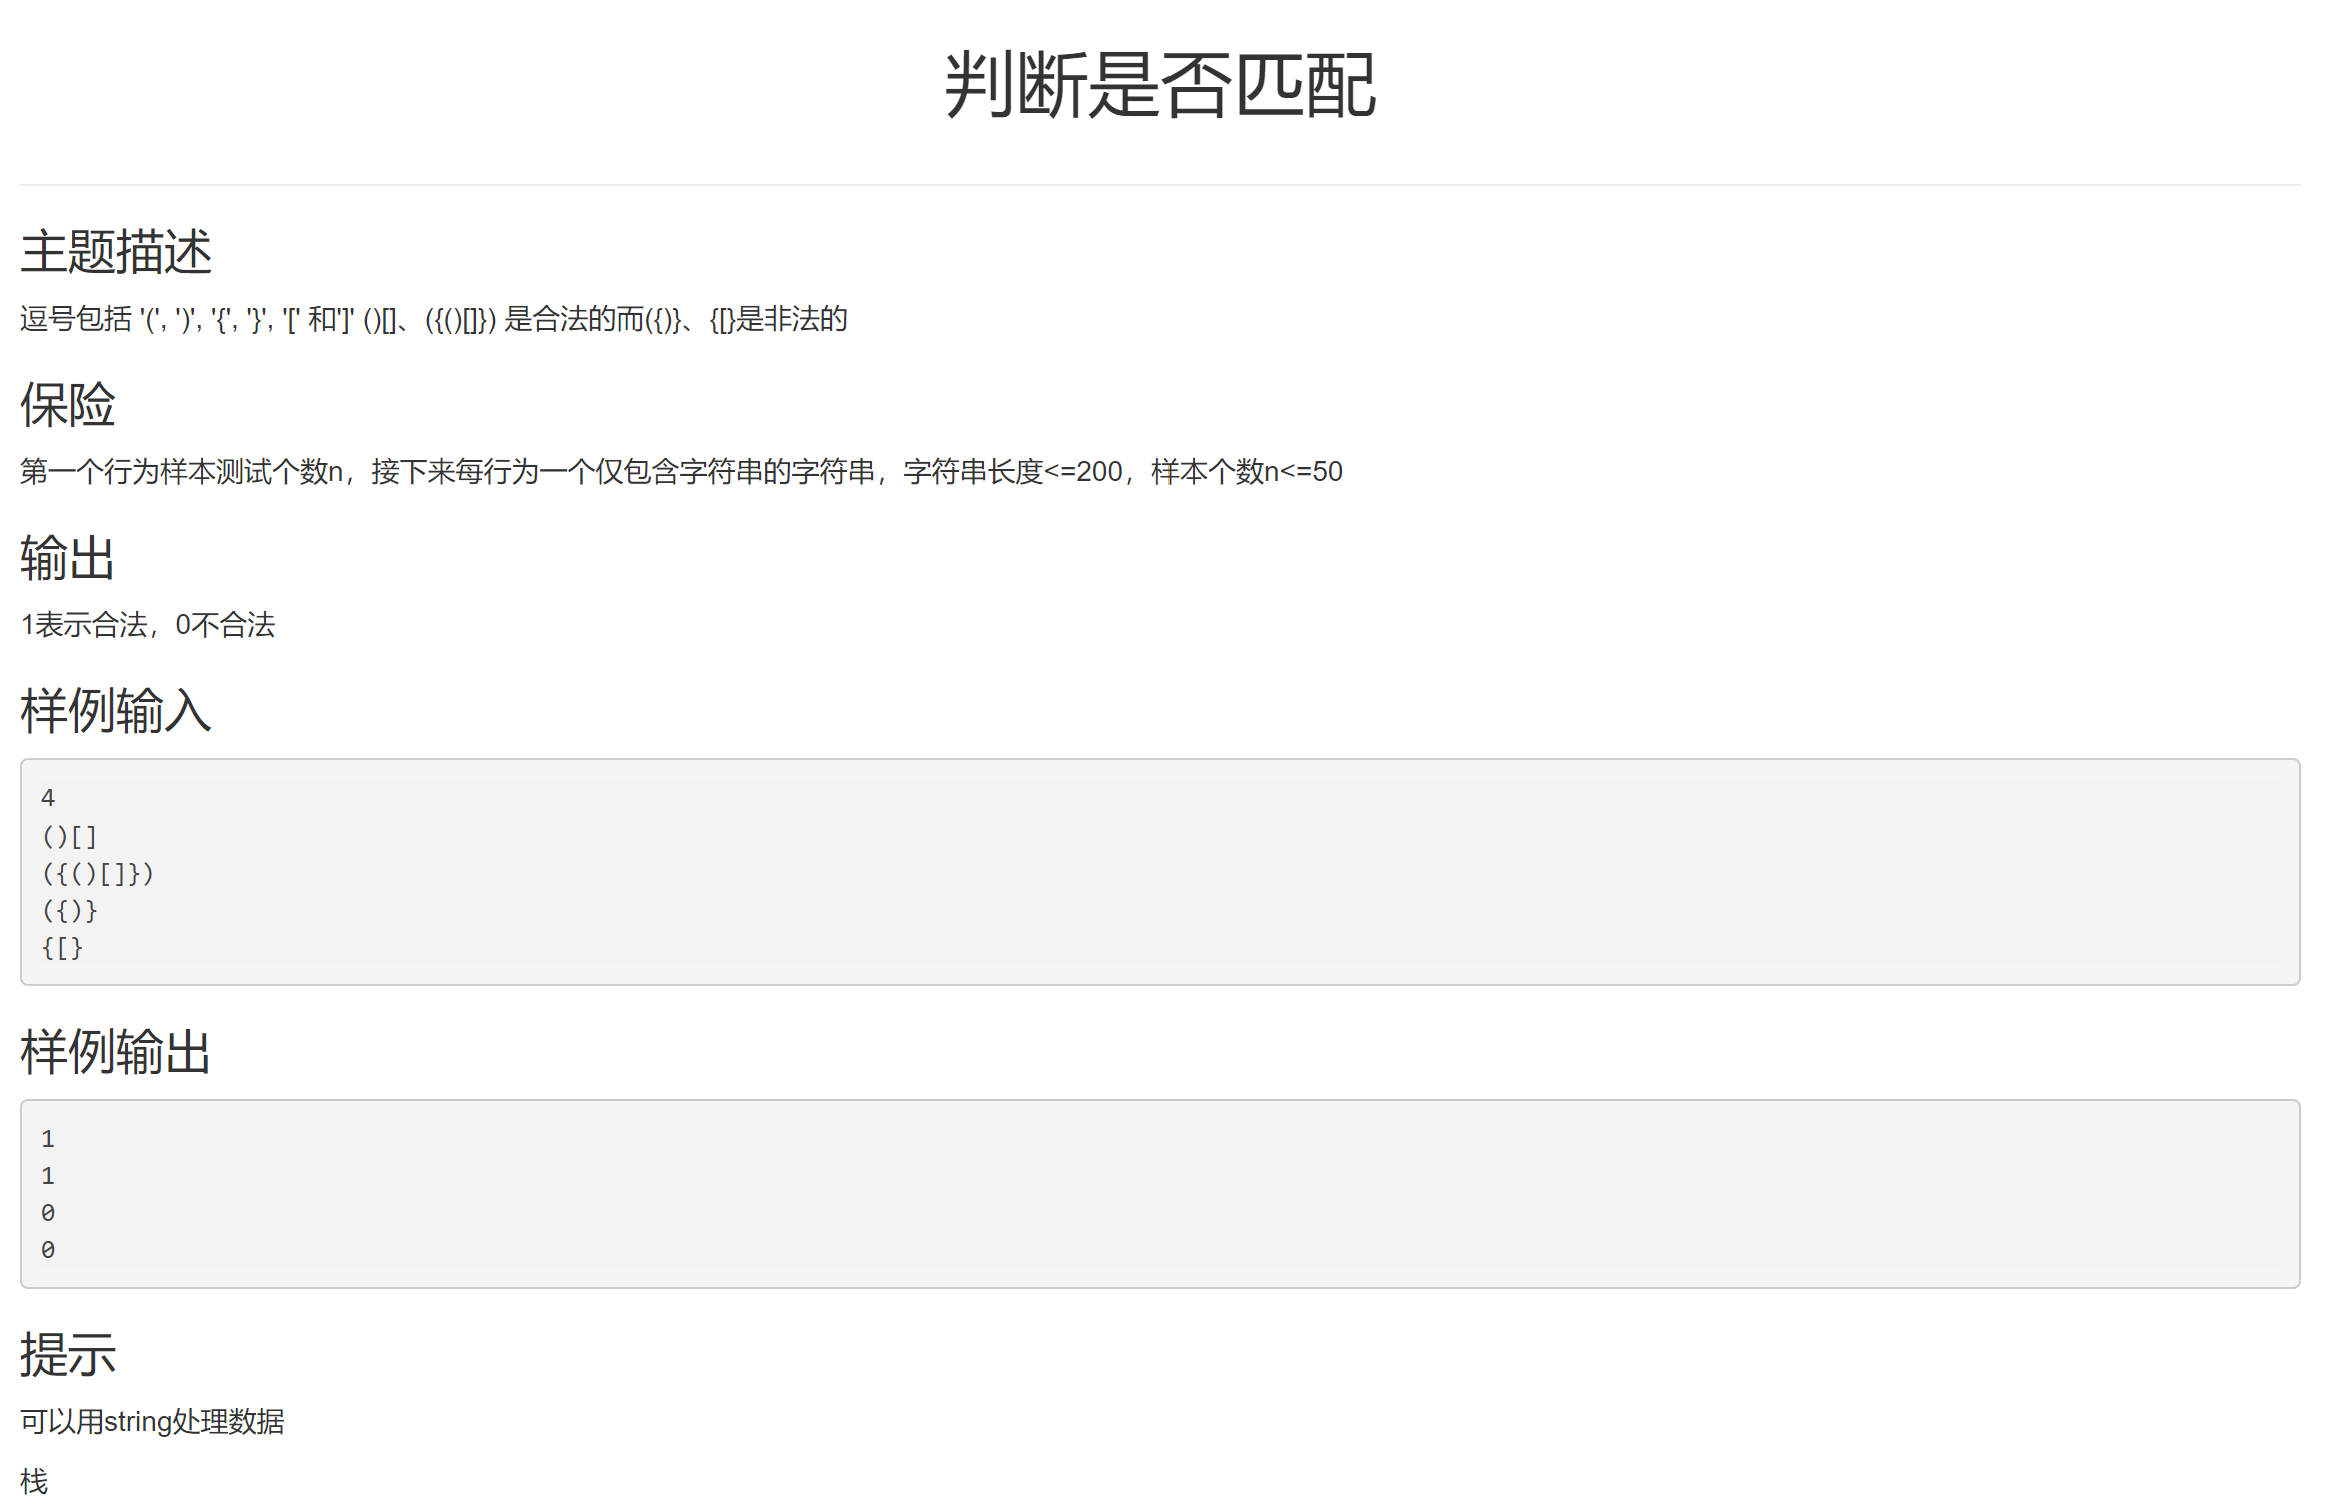 判断是否匹配
主题描述
逗号包括 '(', ')', '{', '}', '[' 和']' ()[]、({()[]}) 是合法的而({)}、{[}是非法的
保险
第一个行为样本测试个数n，接下来每行为一个仅包含字符串的字符串，字符串长度<=200，样本个数n<=50
输出
1表示合法，0不合法
样例输入
4
()[]
({()[]})
({)}
{[}
样例输出
1
1
0
0
提示
可以用string处理数据
栈